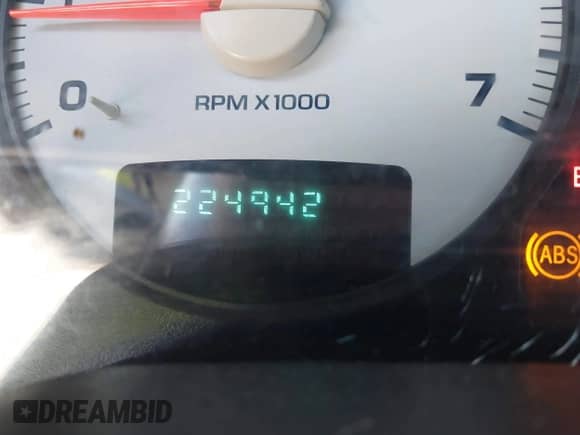 0
RPM X1000
7
224942
ABS
DREAMBID